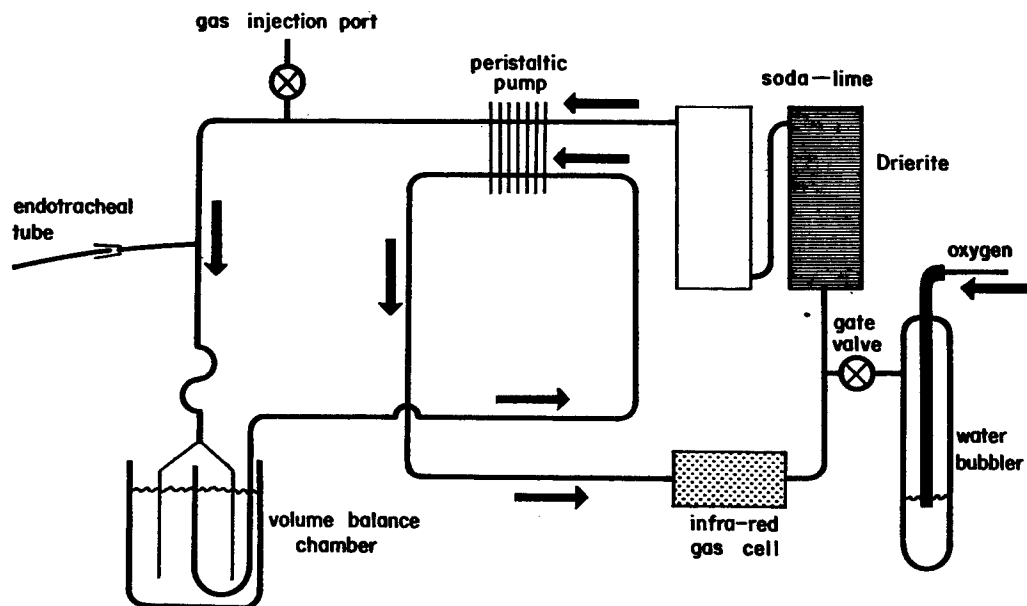 gas injection port
peristaltic
pump
soda-lime
Drierite
endotracheal
tube
oxygen
gate
valve
water
bubbler
volume balance
chamber
infra-red
gas cell